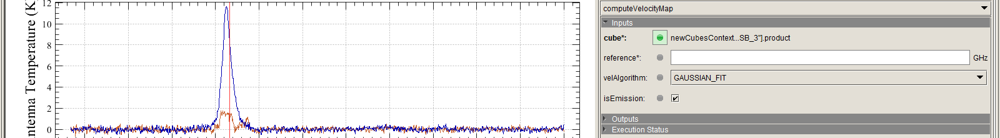 12
10
8
6
4
2
0
ntenna Temperature (K
computeVelocityMap
Inputs
cube*: newCubesContext...SB_3"].product
reference*: GHz
velAlgorithm: GAUSSIAN_FIT
isEmission:
Outputs
Execution Status